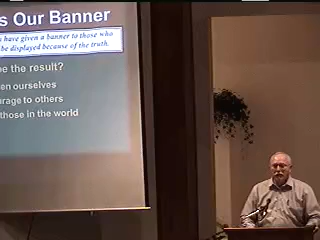 s Our Banner
have given a banner to those who
be displayed because of the truth.
e the result?
en ourselves
urage to others
those in the world